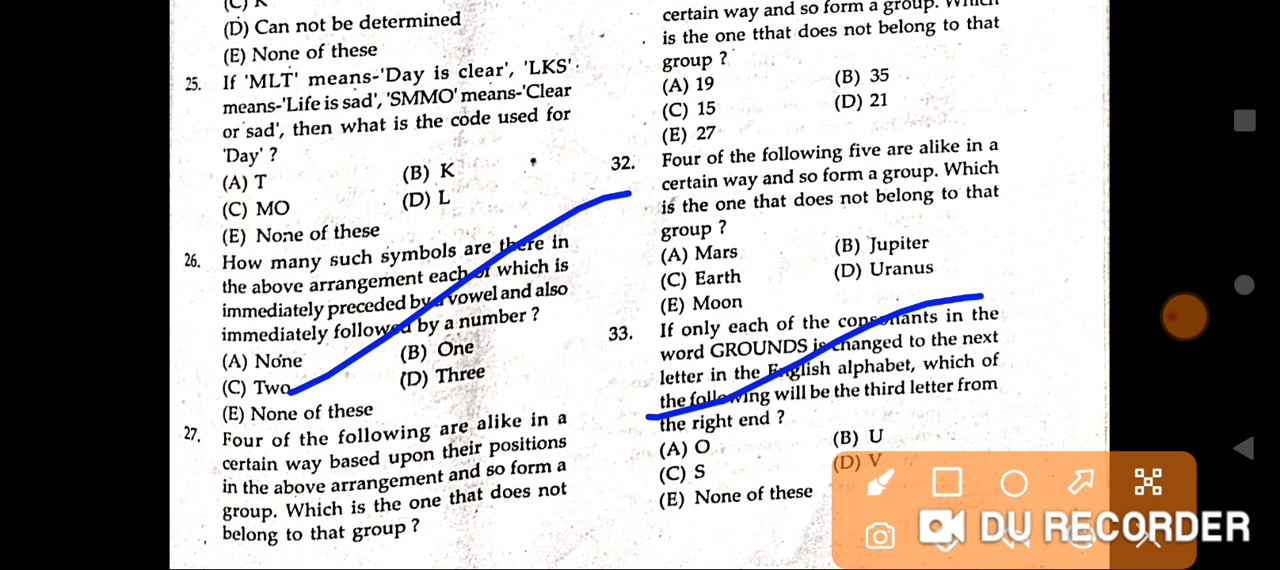 (C) K
(D) Can not be determined
(E) None of these
25. If 'MLT' means-'Day is clear', 'LKS'
means-'Life is sad', 'SMMO' means-'Clear
or sad', then what is the code used for
'Day' ?
(A) T (B) K
(C) MO (D) L
(E) None of these
26. How many such symbols are there in
the above arrangement each of which is
immediately preceded by a vowel and also
immediately followed by a number ?
(A) None (B) One
(C) Two (D) Three
(E) None of these
27. Four of the following are alike in a
certain way based upon their positions
in the above arrangement and so form a
group. Which is the one that does not
belong to that group ?
certain way and so form a group. Which
is the one tthat does not belong to that
group ?
(A) 19 (B) 35
(C) 15 (D) 21
(E) 27
32. Four of the following five are alike in a
certain way and so form a group. Which
is the one that does not belong to that
group ?
(A) Mars (B) Jupiter
(C) Earth (D) Uranus
(E) Moon
33. If only each of the consonants in the
word GROUNDS is changed to the next
letter in the English alphabet, which of
the following will be the third letter from
the right end ?
(A) O (B) U
(C) S (D) V
(E) None of these
DU RECORDER